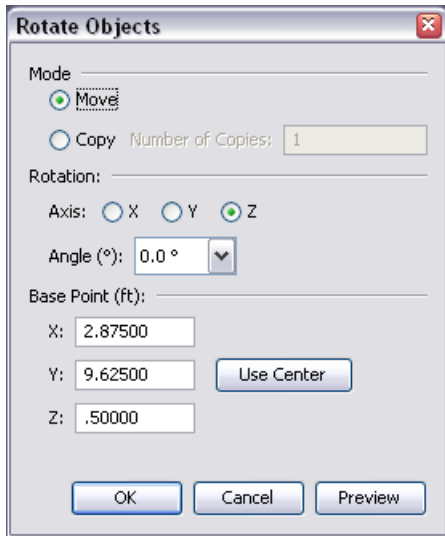 Rotate Objects
Mode
Move
Copy Number of Copies: 1
Rotation:
Axis: X Y Z
Angle (°): 0.0 °
Base Point (ft):
X: 2.87500
Y: 9.62500 Use Center
Z: .50000
OK Cancel Preview